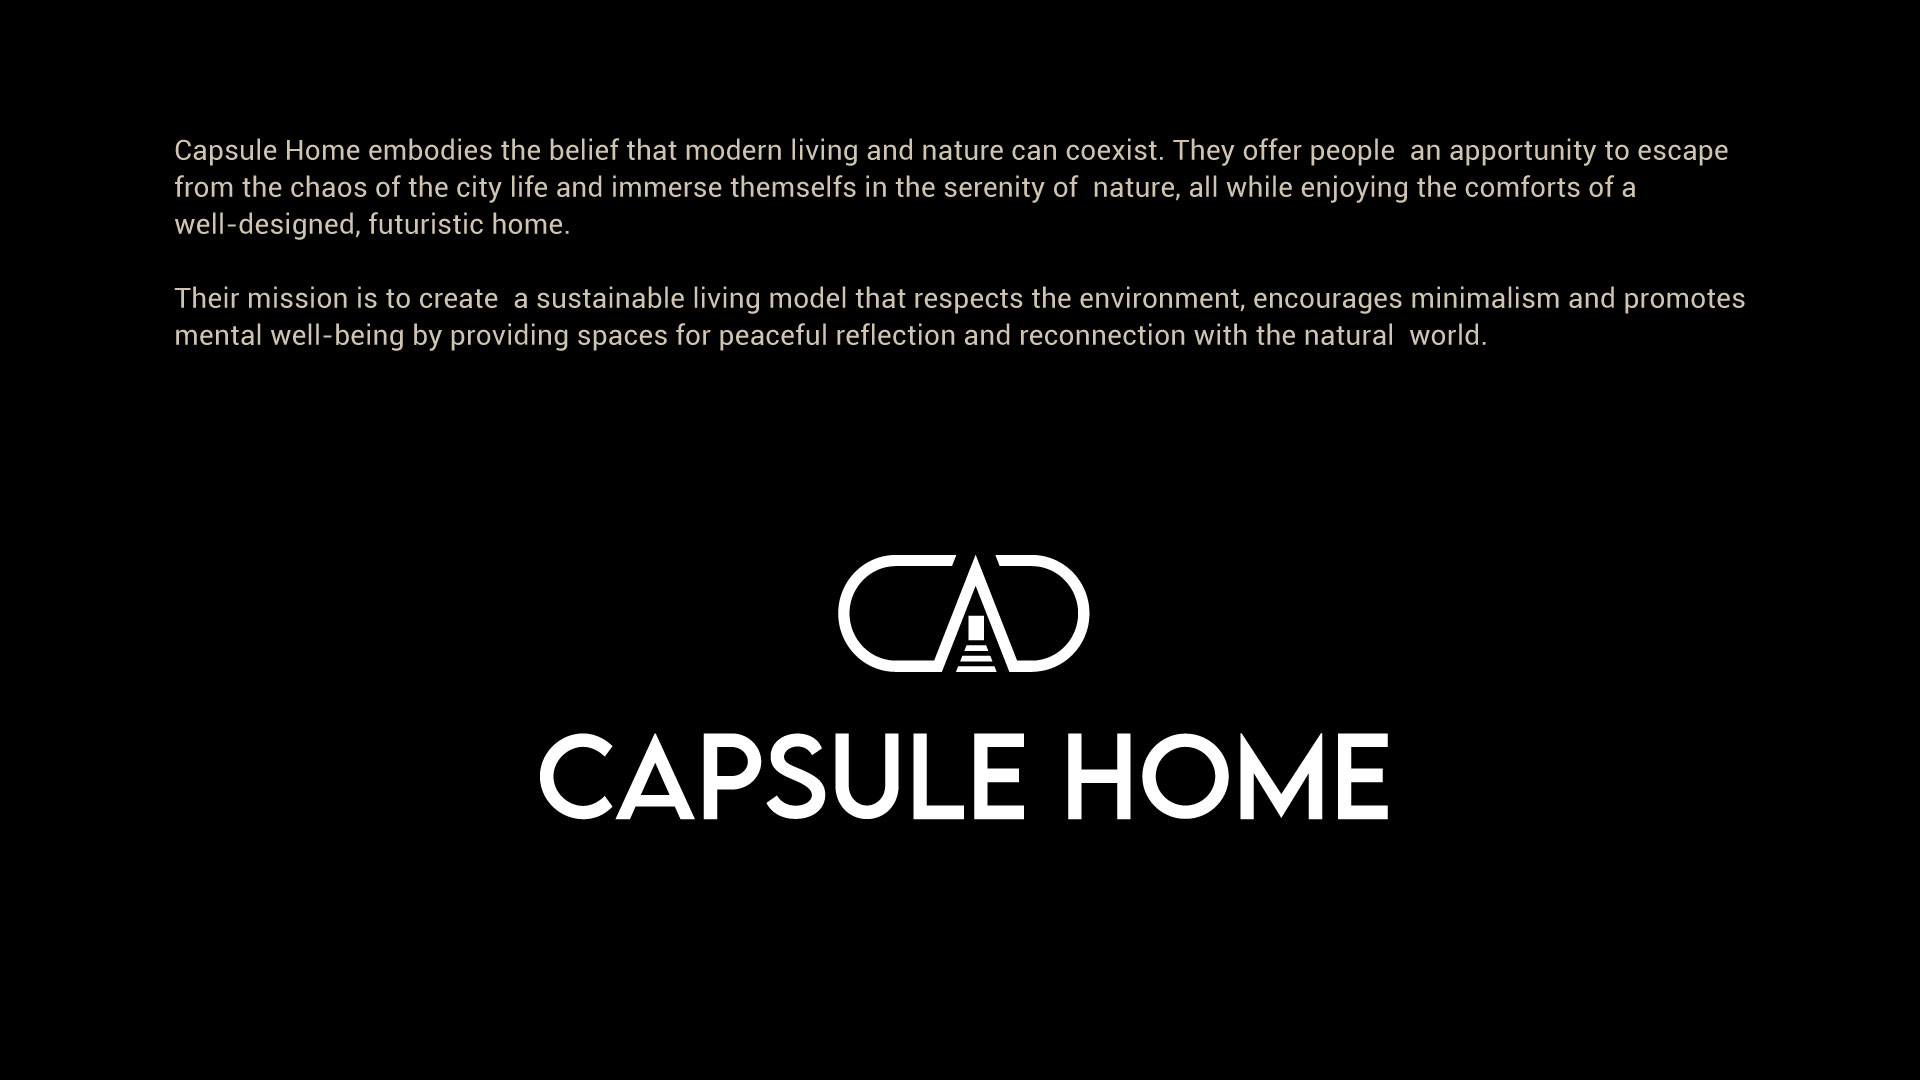 Capsule Home embodies the belief that modern living and nature can coexist. They offer people  an apportunity to escape
from the chaos of the city life and immerse themselfs in the serenity of  nature, all while enjoying the comforts of a
well-designed, futuristic home.
Their mission is to create  a sustainable living model that respects the environment, encourages minimalism and promotes
mental well-being by providing spaces for peaceful reflection and reconnection with the natural  world.
CAPSULE HOME